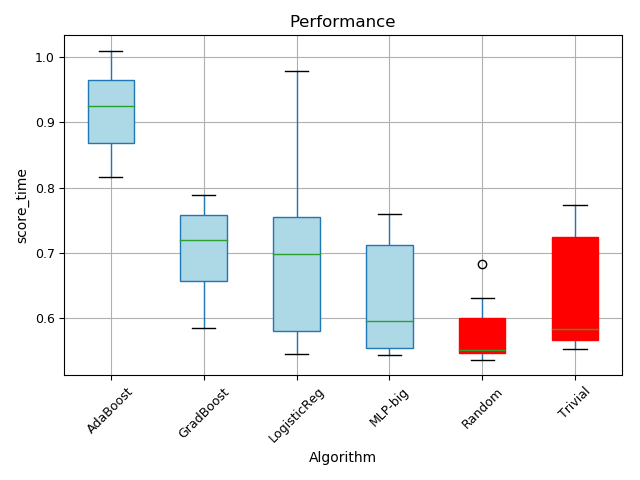 Performance
score_time
1.0
0.9
0.8
0.7
0.6
AdaBoost
GradBoost
LogisticReg
MLP-big
Random
Trivial
Algorithm